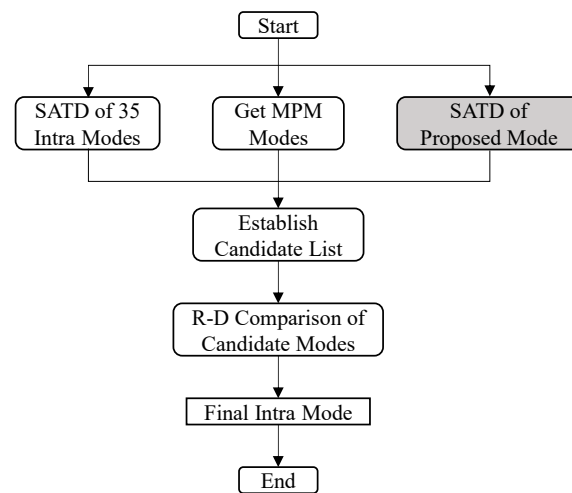 Start
SATD of 35
Intra Modes
Get MPM
Modes
SATD of
Proposed Mode
Establish
Candidate List
R-D Comparison of
Candidate Modes
Final Intra Mode
End